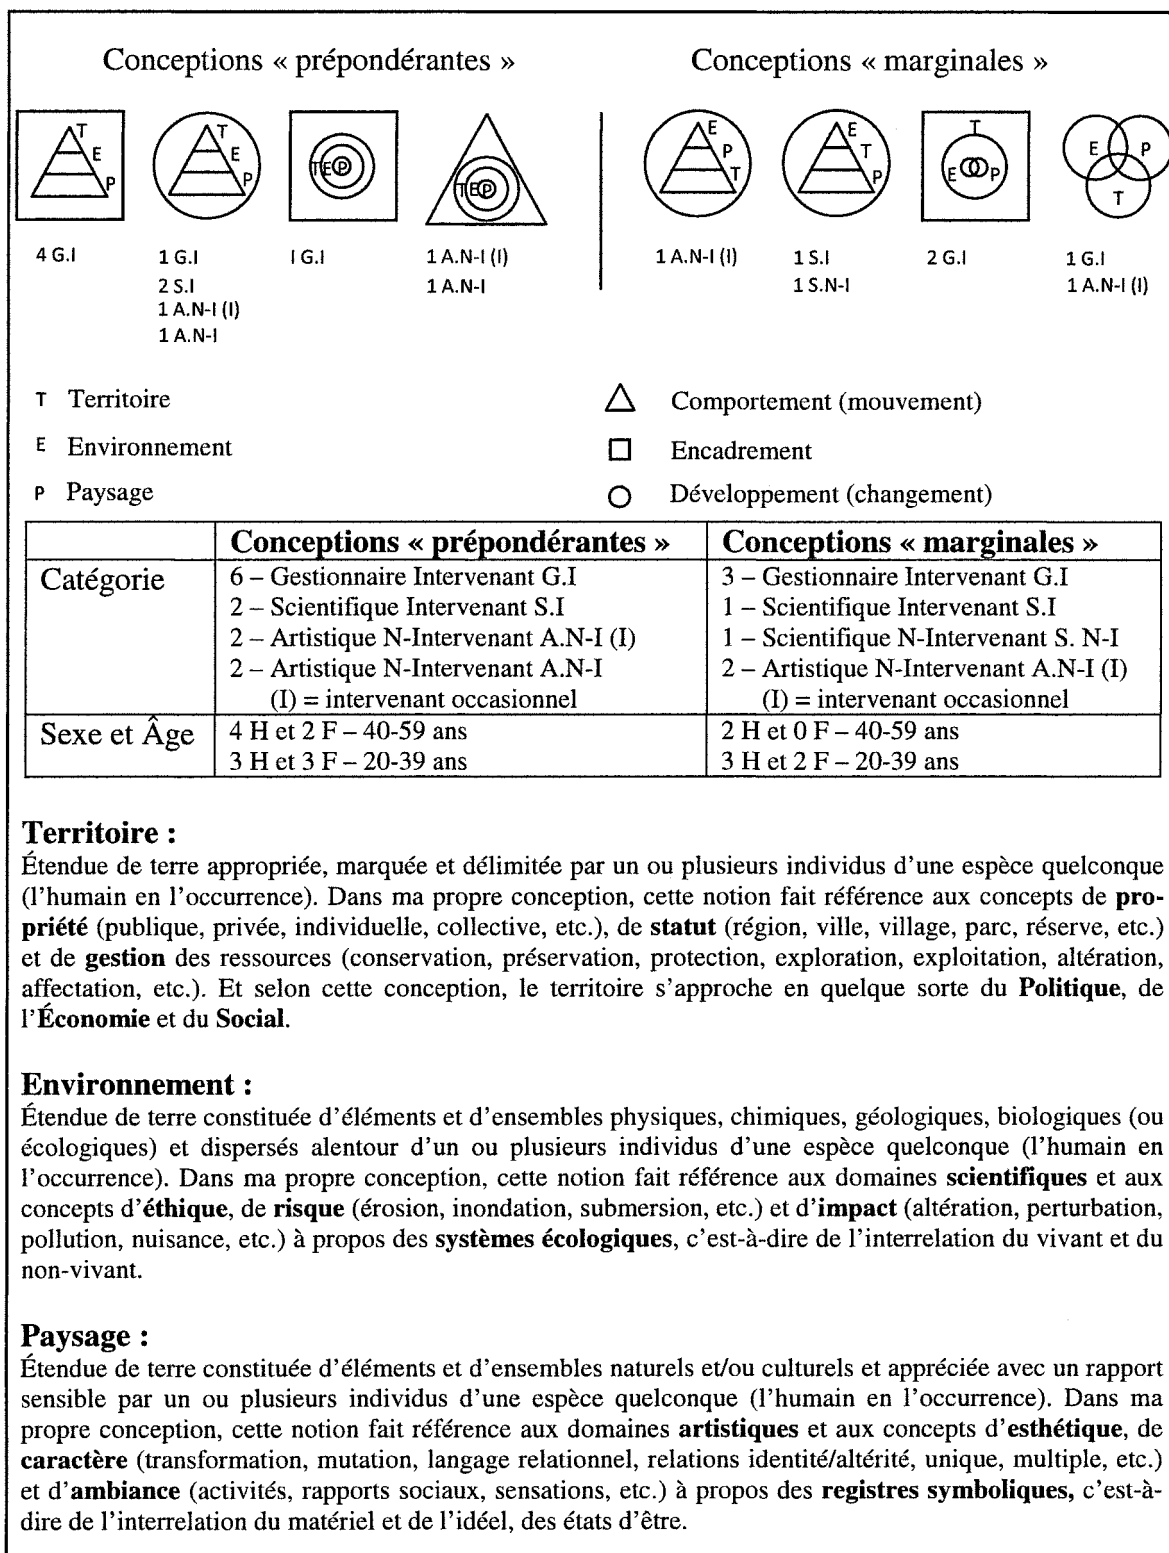 Conceptions « prépondérantes »
Conceptions « marginales »
T
E
P
T
E
P
T E P
T E P
E
P
T
E
T
P
T
E P
E P
T
4 G.I
1 G.I
2 S.I
1 A.N-I (I)
1 A.N-I
I G.I
1 A.N-I (I)
1 A.N-I
1 A.N-I (I)
1 S.I
1 S.N-I
2 G.I
1 G.I
1 A.N-I (I)
T Territoire
E Environnement
P Paysage
Comportement (mouvement)
Encadrement
Développement (changement)
Conceptions « prépondérantes »
Conceptions « marginales »
Catégorie
6 – Gestionnaire Intervenant G.I
2 – Scientifique Intervenant S.I
2 – Artistique N-Intervenant A.N-I (I)
2 – Artistique N-Intervenant A.N-I
(I) = intervenant occasionnel
3 – Gestionnaire Intervenant G.I
1 – Scientifique Intervenant S.I
1 – Scientifique N-Intervenant S. N-I
2 – Artistique N-Intervenant A.N-I (I)
(I) = intervenant occasionnel
Sexe et Âge
4 H et 2 F – 40-59 ans
3 H et 3 F – 20-39 ans
2 H et 0 F – 40-59 ans
3 H et 2 F – 20-39 ans
Territoire :
Étendue de terre appropriée, marquée et délimitée par un ou plusieurs individus d'une espèce quelconque
(l'humain en l'occurrence). Dans ma propre conception, cette notion fait référence aux concepts de pro-
priété (publique, privée, individuelle, collective, etc.), de statut (région, ville, village, parc, réserve, etc.)
et de gestion des ressources (conservation, préservation, protection, exploration, exploitation, altération,
affectation, etc.). Et selon cette conception, le territoire s'approche en quelque sorte du Politique, de
l'Économie et du Social.
Environnement :
Étendue de terre constituée d'éléments et d'ensembles physiques, chimiques, géologiques, biologiques (ou
écologiques) et dispersés alentour d'un ou plusieurs individus d'une espèce quelconque (l'humain en
l'occurrence). Dans ma propre conception, cette notion fait référence aux domaines scientifiques et aux
concepts d'éthique, de risque (érosion, inondation, submersion, etc.) et d'impact (altération, perturbation,
pollution, nuisance, etc.) à propos des systèmes écologiques, c'est-à-dire de l'interrelation du vivant et du
non-vivant.
Paysage :
Étendue de terre constituée d'éléments et d'ensembles naturels et/ou culturels et appréciée avec un rapport
sensible par un ou plusieurs individus d'une espèce quelconque (l'humain en l'occurrence). Dans ma
propre conception, cette notion fait référence aux domaines artistiques et aux concepts d'esthétique, de
caractère (transformation, mutation, langage relationnel, relations identité/altérité, unique, multiple, etc.)
et d'ambiance (activités, rapports sociaux, sensations, etc.) à propos des registres symboliques, c'est-à-
dire de l'interrelation du matériel et de l'idéel, des états d'être.